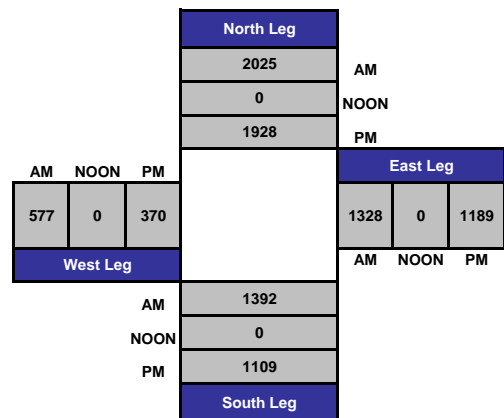 North Leg
2025
AM
0
NOON
1928
PM
AM NOON PM
East Leg
577 0 370
1328 0 1189
West Leg
AM NOON PM
AM
1392
NOON
0
PM
1109
South Leg